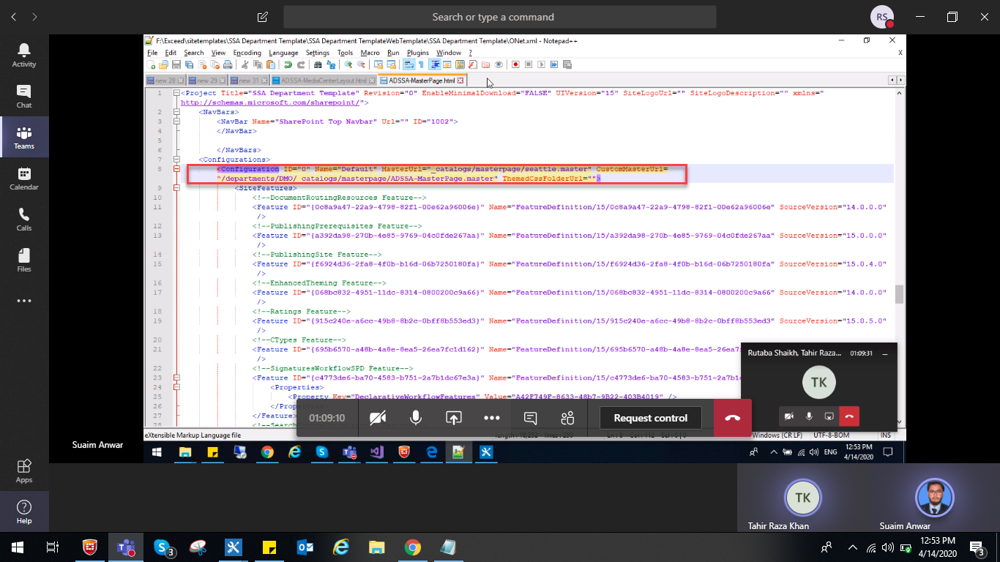 Search or type a command
RS
Activity
Chat
Teams
Calendar
Calls
Files
Apps
Help
F:\Exceed\sitetemplates\SSA Department Template\SSA Department TemplateWebTemplate\SSA Department Template\ONet.xml - Notepad++
File Edit Search View Encoding Language Settings Tools Macro Run Plugins Window ?
X
new 28
new 29
new 31
ADSSA-MediaCenterLayout.html
ADSSA-MasterPage.html
1 <Project Title="SSA Department Template" Revision="0" EnableMinimalDownload="FALSE" UIVersion="15" SiteLogoUrl="" SiteLogoDescription="" xmlns="
http://schemas.microsoft.com/sharepoint/">
2 <NavBars>
3 <NavBar Name="SharePoint Top Navbar" Url="" ID="1002">
4 </NavBar>
5
6 </NavBars>
7 <Configurations>
8 <Configuration ID="0" Name="Default" MasterUrl="_catalogs/masterpage/seattle.master" CustomMasterUrl=
"/departments/DMO/_catalogs/masterpage/ADSSA-MasterPage.master" ThemedCssFolderUrl="">
9 <SiteFeatures>
10 <!--DocumentRoutingResources Feature-->
11 <Feature ID="{0c8a9a47-22a9-4798-82f1-00e62a96006e}" Name="FeatureDefinition/15/0c8a9a47-22a9-4798-82f1-00e62a96006e" SourceVersion="14.0.0.0"
/>
12 <!--PublishingPrerequisites Feature-->
13 <Feature ID="{a392da98-270b-4e85-9769-04c0fde267aa}" Name="FeatureDefinition/15/a392da98-270b-4e85-9769-04c0fde267aa" SourceVersion="15.0.0.0"
/>
14 <!--PublishingSite Feature-->
15 <Feature ID="{f6924d36-2fa8-4f0b-b16d-06b7250180fa}" Name="FeatureDefinition/15/f6924d36-2fa8-4f0b-b16d-06b7250180fa" SourceVersion="15.0.4.0"
/>
16 <!--EnhancedTheming Feature-->
17 <Feature ID="{068bc832-4951-11dc-8314-0800200c9a66}" Name="FeatureDefinition/15/068bc832-4951-11dc-8314-0800200c9a66" SourceVersion="14.0.0.0"
/>
18 <!--Ratings Feature-->
19 <Feature ID="{915c240e-a6cc-49b8-8b2c-0bff8b553ed3}" Name="FeatureDefinition/15/915c240e-a6cc-49b8-8b2c-0bff8b553ed3" SourceVersion="15.0.5.0"
/>
20 <!--CTypes Feature-->
21 <Feature ID="{695b6570-a48b-4a8e-8ea5-26ea7fc1d162}" Name="FeatureDefinition/15/695b6570-a48b-4a8e-8ea5-26ea7
/>
22 <!--SignaturesWorkflowSPD Feature-->
23 <Feature ID="{c4773de6-ba70-4583-b751-2a7b1dc67e3a}" Name="FeatureDefinition/15/c4773de6-ba70-4583-b751-2a7b1
24 <Properties>
25 <Property Key="DeclarativeWorkflowFeatures" Value="A42F749F-8633-48b7-9B22-403B4019" />
26 </Prop
27 </Feature>
28
Rutaba Shaikh, Tahir Raza... 01:09:31
TK
01:09:10
Request control
eXtensible Markup Language file
length : 18,252 lines : 259
Ln : 8 Col : 112 Sel : 0 | 0
Windows (CR LF)
UTF-8-BOM
INS
Suaim Anwar
ENG
12:53 PM
4/14/2020
TK
Tahir Raza Khan
Suaim Anwar
3
12:53 PM
4/14/2020
3